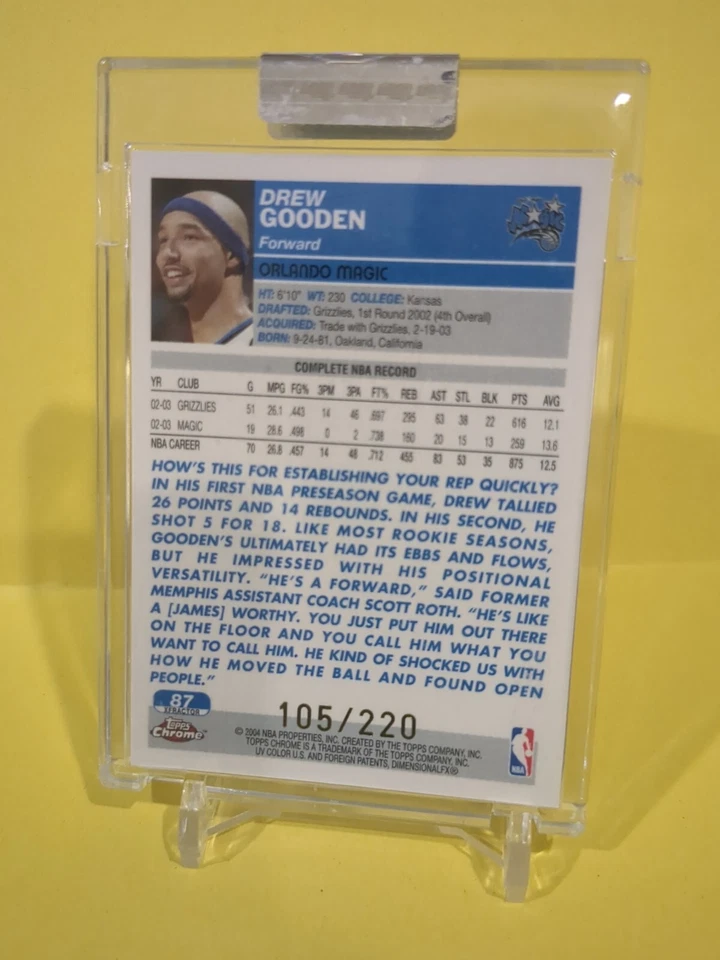 DREW
GOODEN
Forward
MAGIC
ORLANDO MAGIC
HT: 6'10" WT: 230 COLLEGE: Kansas
DRAFTED: Grizzlies, 1st Round 2002 (4th Overall)
ACQUIRED: Trade with Grizzlies, 2-19-03
BORN: 9-24-81, Oakland, California
COMPLETE NBA RECORD
YR CLUB G MPG FG% 3PM 3PA FT% REB AST STL BLK PTS AVG
02-03 GRIZZLIES 51 26.1 .443 14 46 .697 295 63 38 22 616 12.1
02-03 MAGIC 19 28.6 .498 0 2 .738 160 20 15 13 259 13.6
NBA CAREER 70 26.8 .457 14 48 .712 455 83 53 35 875 12.5
HOW'S THIS FOR ESTABLISHING YOUR REP QUICKLY?
IN HIS FIRST NBA PRESEASON GAME, DREW TALLIED
26 POINTS AND 14 REBOUNDS. IN HIS SECOND, HE
SHOT 5 FOR 18. LIKE MOST ROOKIE SEASONS,
GOODEN'S ULTIMATELY HAD ITS EBBS AND FLOWS,
BUT HE IMPRESSED WITH HIS POSITIONAL
VERSATILITY. "HE'S A FORWARD," SAID FORMER
MEMPHIS ASSISTANT COACH SCOTT ROTH. "HE'S LIKE
A [JAMES] WORTHY. YOU JUST PUT HIM OUT THERE
ON THE FLOOR AND YOU CALL HIM WHAT YOU
WANT TO CALL HIM. HE KIND OF SHOCKED US WITH
HOW HE MOVED THE BALL AND FOUND OPEN
PEOPLE."
87
REFRACTOR
105/220
Topps
Chrome
© 2004 NBA PROPERTIES, INC. CREATED BY THE TOPPS COMPANY, INC.
TOPPS CHROME IS A TRADEMARK OF THE TOPPS COMPANY, INC.
UV COLOR U.S. AND FOREIGN PATENTS, DIMENSIONALFX®
NBA